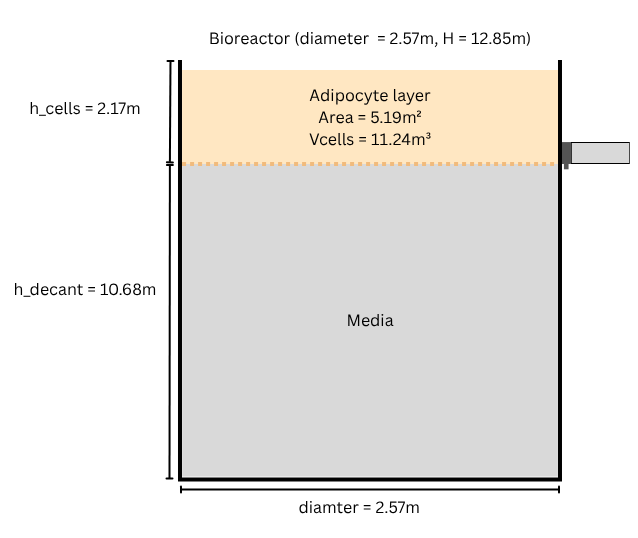 Bioreactor (diameter = 2.57m, H = 12.85m)
h_cells = 2.17m
Adipocyte layer
Area = 5.19m²
Vcells = 11.24m³
h_decant = 10.68m
Media
diamter = 2.57m